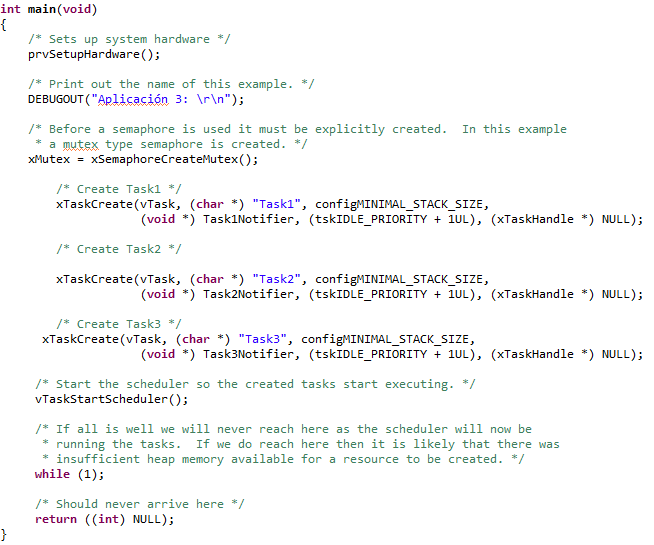 int main(void)
{
    /* Sets up system hardware */
    prvSetupHardware();

    /* Print out the name of this example. */
    DEBUGOUT("Aplicación 3: \r\n");

    /* Before a semaphore is used it must be explicitly created.  In this example
     * a mutex type semaphore is created. */
    xMutex = xSemaphoreCreateMutex();

        /* Create Task1 */
        xTaskCreate(vTask, (char *) "Task1", configMINIMAL_STACK_SIZE,
                    (void *) Task1Notifier, (tskIDLE_PRIORITY + 1UL), (xTaskHandle *) NULL);

        /* Create Task2 */

        xTaskCreate(vTask, (char *) "Task2", configMINIMAL_STACK_SIZE,
                    (void *) Task2Notifier, (tskIDLE_PRIORITY + 1UL), (xTaskHandle *) NULL);

        /* Create Task3 */
      xTaskCreate(vTask, (char *) "Task3", configMINIMAL_STACK_SIZE,
                    (void *) Task3Notifier, (tskIDLE_PRIORITY + 1UL), (xTaskHandle *) NULL);

     /* Start the scheduler so the created tasks start executing. */
     vTaskStartScheduler();

     /* If all is well we will never reach here as the scheduler will now be
      * running the tasks.  If we do reach here then it is likely that there was
      * insufficient heap memory available for a resource to be created. */
     while (1);

     /* Should never arrive here */
     return ((int) NULL);
}